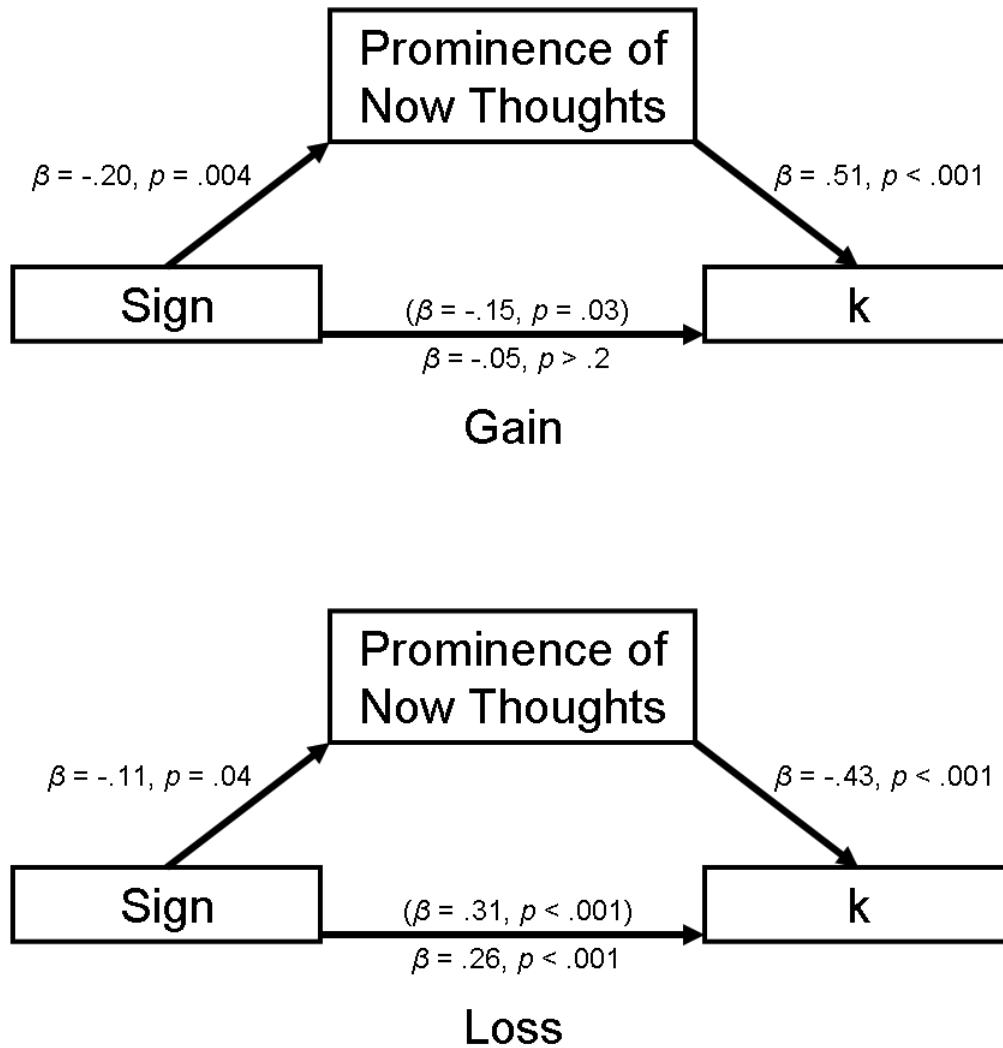 Prominence of
Now Thoughts
β = -.20, p = .004
β = .51, p < .001
Sign
(β = -.15, p = .03)
k
β = -.05, p > .2
Gain
Prominence of
Now Thoughts
β = -.11, p = .04
β = -.43, p < .001
Sign
(β = .31, p < .001)
k
β = .26, p < .001
Loss